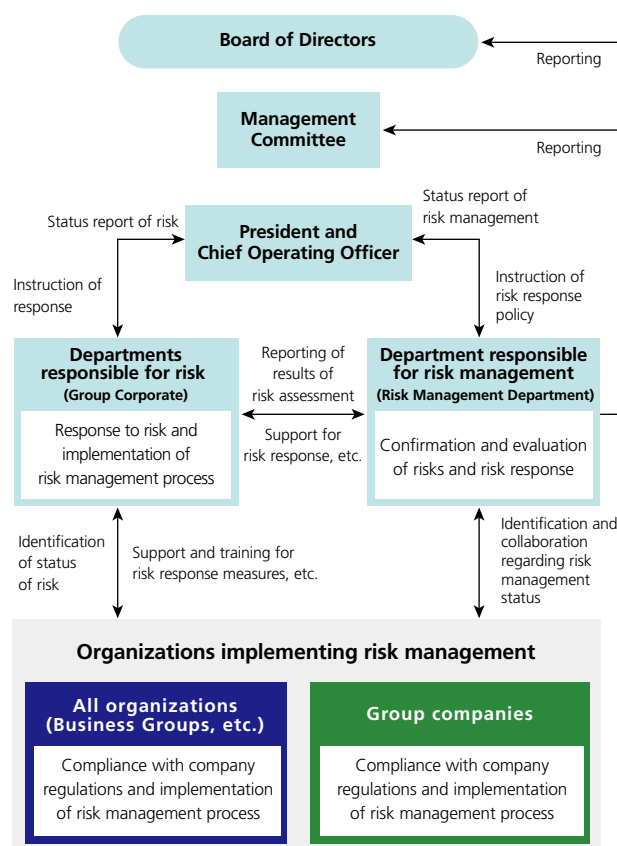 Board of Directors
Reporting
Management
Committee
Reporting
Status report of risk
President and
Chief Operating Officer
Status report of
risk management
Instruction of
response
Instruction of
risk response
policy
Departments
responsible for risk
(Group Corporate)
Response to risk and
implementation of
risk management process
Reporting of
results of
risk assessment
Support for
risk response, etc.
Department responsible
for risk management
(Risk Management Department)
Confirmation and evaluation
of risks and risk response
Identification
of status
of risk
Support and training for
risk response measures, etc.
Identification and
collaboration
regarding risk
management
status
Organizations implementing risk management
All organizations
(Business Groups, etc.)
Compliance with company
regulations and implementation
of risk management process
Group companies
Compliance with company
regulations and implementation
of risk management process